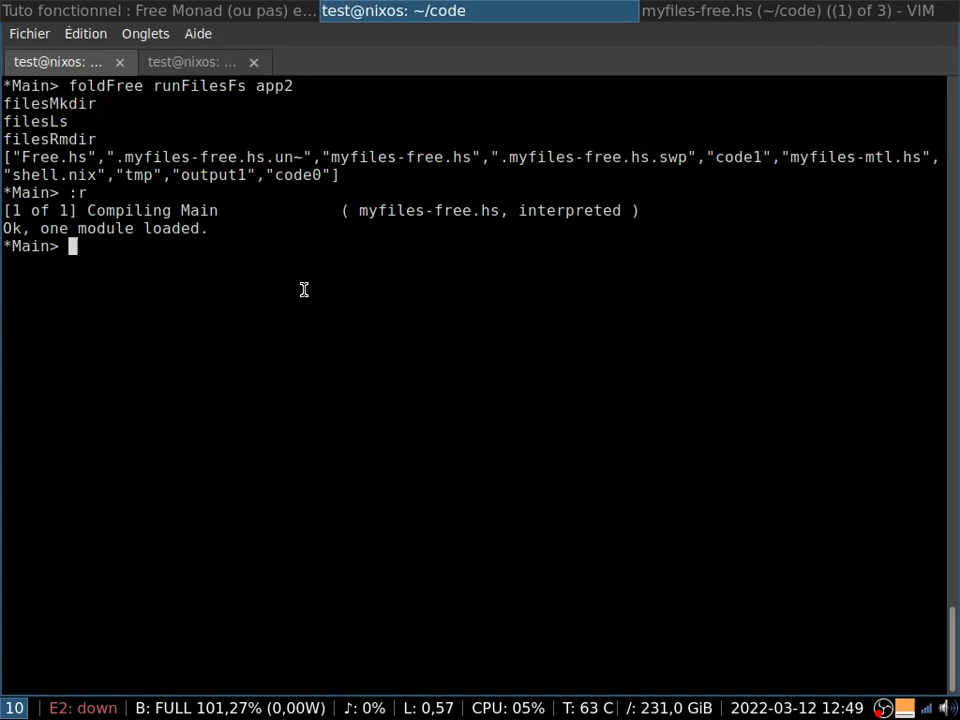 Tuto fonctionnel : Free Monad (ou pas) e... test@nixos: ~/code myfiles-free.hs (~/code) ((1) of 3) - VIM
Fichier Édition Onglets Aide
test@nixos: ... × test@nixos: ... ×
*Main> foldFree runFilesFs app2
filesMkdir
filesLs
filesRmdir
["Free.hs",".myfiles-free.hs.un~","myfiles-free.hs",".myfiles-free.hs.swp","code1","myfiles-mtl.hs",
"shell.nix","tmp","output1","code0"]
*Main> :r
[1 of 1] Compiling Main             ( myfiles-free.hs, interpreted )
Ok, one module loaded.
*Main>
10 | E2: down | B: FULL 101,27% (0,00W) | ♪: 0% | L: 0,57 | CPU: 05% | T: 63 C | /: 231,0 GiB | 2022-03-12 12:49